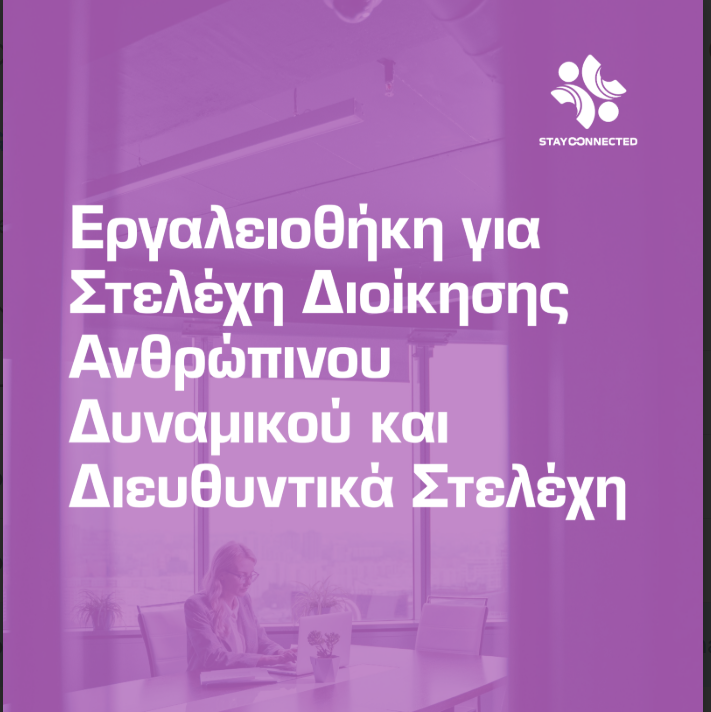 STAYCONNECTED
Εργαλειοθήκη για
Στελέχη Διοίκησης
Ανθρώπινου
Δυναμικού και
Διευθυντικά Στελέχη